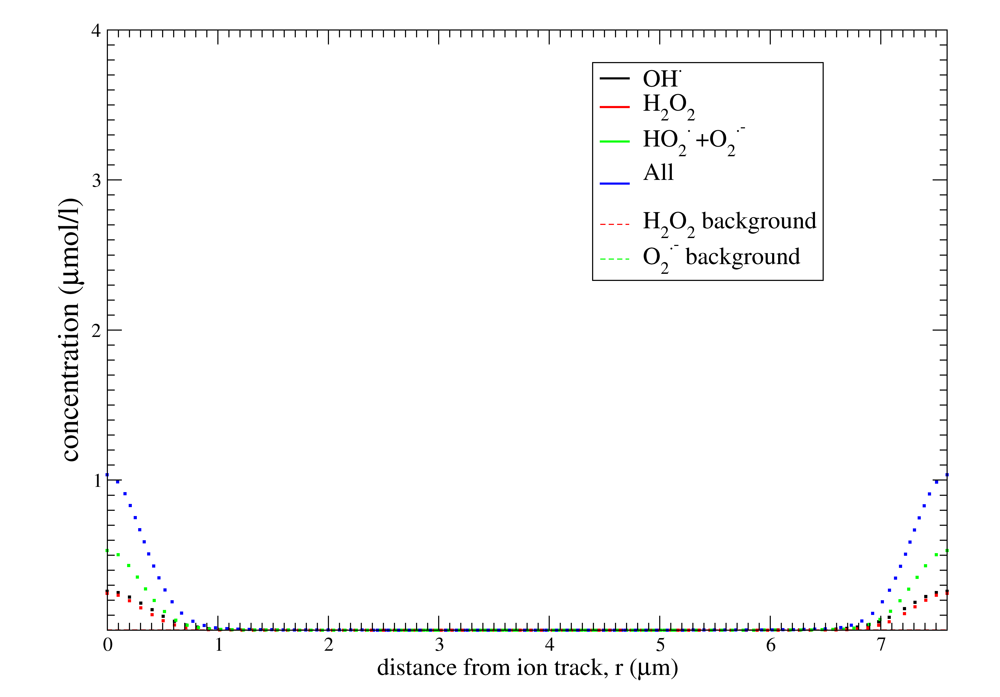 4
3
2
1
concentration (μmol/l)
OH˙
H₂O₂
HO₂˙+O₂˙⁻
All
H₂O₂ background
O₂˙⁻ background
0 1 2 3 4 5 6 7
distance from ion track, r (μm)